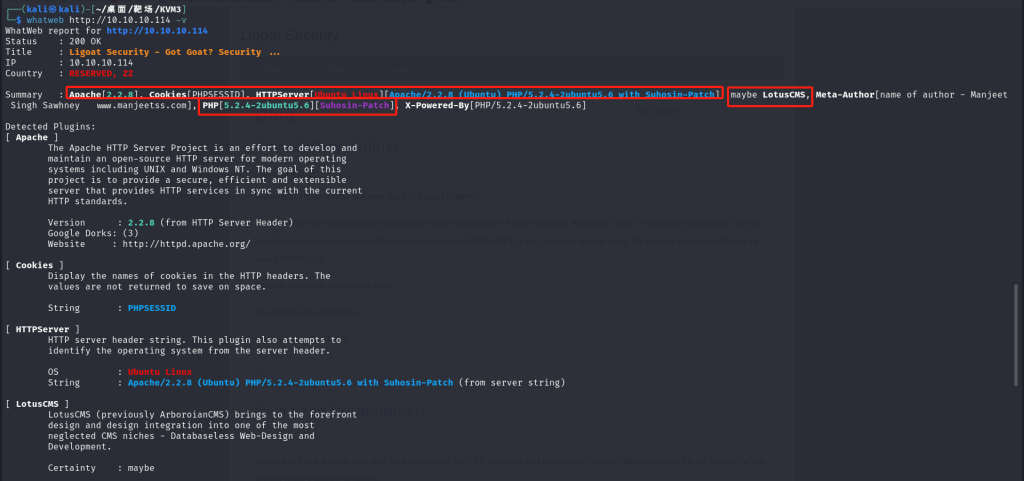 (kali㉿kali)-[~/桌面/靶场/KVM3]
$ whatweb http://10.10.10.114 -v
WhatWeb report for http://10.10.10.114
Status : 200 OK
Title : Ligoat Security - Got Goat? Security ...
IP : 10.10.10.114
Country : RESERVED, ZZ
Summary : Apache[2.2.8], Cookies[PHPSESSID], HTTPServer[Ubuntu Linux][Apache/2.2.8 (Ubuntu) PHP/5.2.4-2ubuntu5.6 with Suhosin-Patch], maybe LotusCMS, Meta-Author[name of author - Manjeet
Singh Sawhney www.manjeetss.com], PHP[5.2.4-2ubuntu5.6][Suhosin-Patch], X-Powered-By[PHP/5.2.4-2ubuntu5.6]
Detected Plugins:
[ Apache ]
The Apache HTTP Server Project is an effort to develop and
maintain an open-source HTTP server for modern operating
systems including UNIX and Windows NT. The goal of this
project is to provide a secure, efficient and extensible
server that provides HTTP services in sync with the current
HTTP standards.
Version : 2.2.8 (from HTTP Server Header)
Google Dorks: (3)
Website : http://httpd.apache.org/
[ Cookies ]
Display the names of cookies in the HTTP headers. The
values are not returned to save on space.
String : PHPSESSID
[ HTTPServer ]
HTTP server header string. This plugin also attempts to
identify the operating system from the server header.
OS : Ubuntu Linux
String : Apache/2.2.8 (Ubuntu) PHP/5.2.4-2ubuntu5.6 with Suhosin-Patch (from server string)
[ LotusCMS ]
LotusCMS (previously ArboroianCMS) brings to the forefront
design and design integration into one of the most
neglected CMS niches - Databaseless Web-Design and
Development.
Certainty : maybe
Ligoat Security